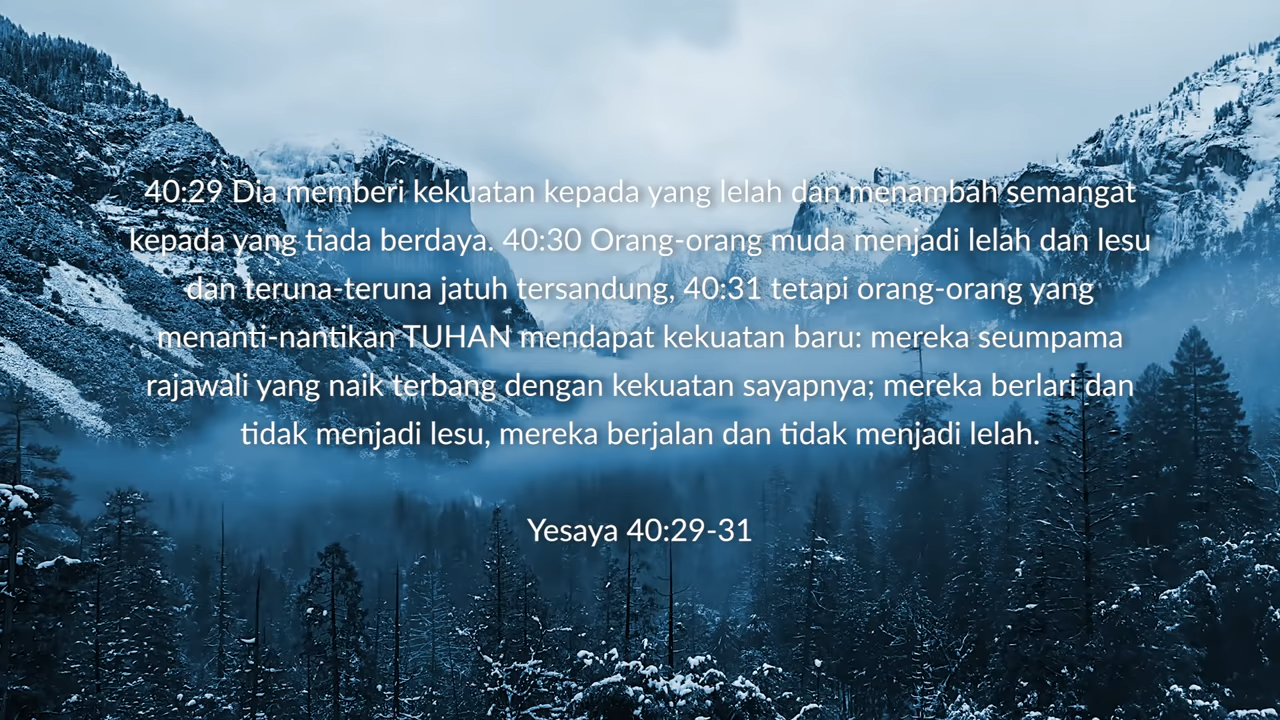 40:29 Dia memberi kekuatan kepada yang lelah dan menambah semangat
kepada yang tiada berdaya. 40:30 Orang-orang muda menjadi lelah dan lesu
dan teruna-teruna jatuh tersandung, 40:31 tetapi orang-orang yang
menanti-nantikan TUHAN mendapat kekuatan baru: mereka seumpama
rajawali yang naik terbang dengan kekuatan sayapnya; mereka berlari dan
tidak menjadi lesu, mereka berjalan dan tidak menjadi lelah.
Yesaya 40:29-31